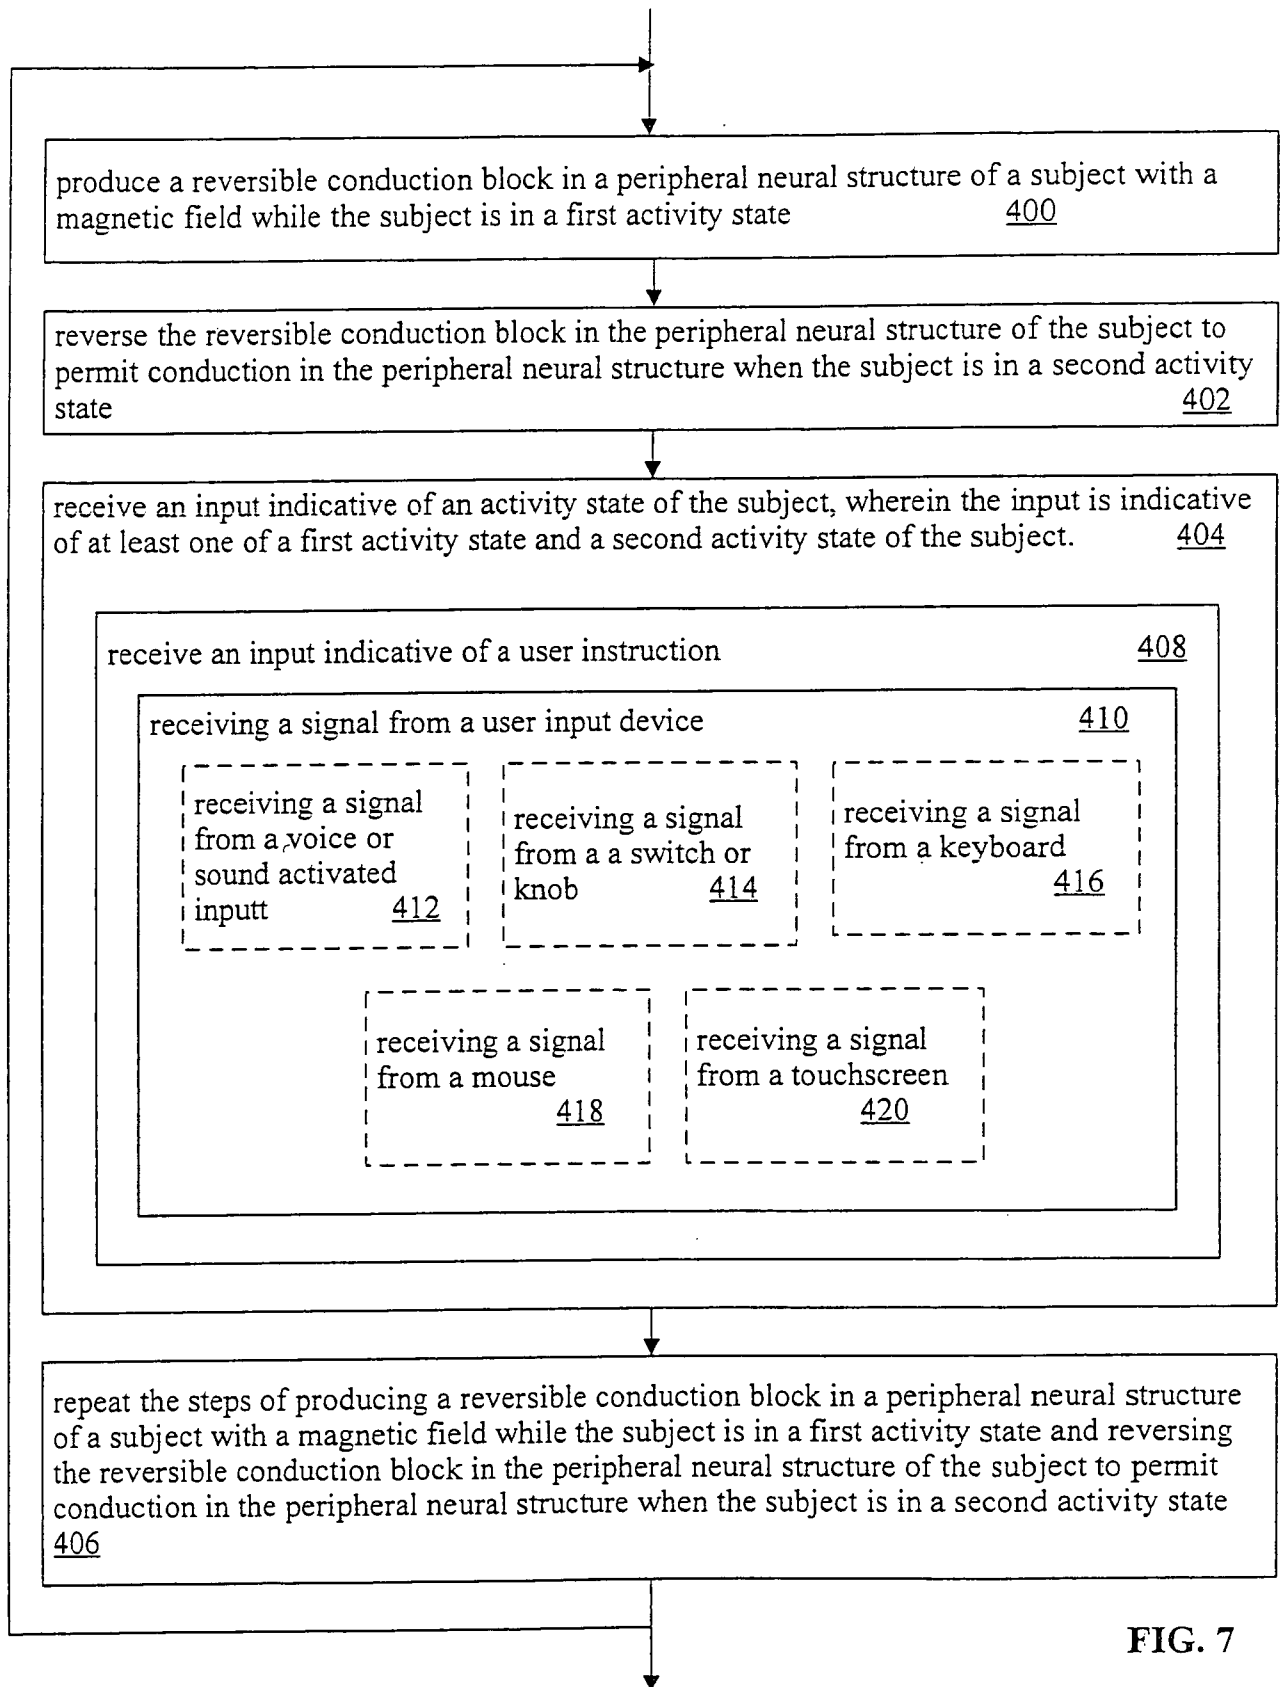 produce a reversible conduction block in a peripheral neural structure of a subject with a
magnetic field while the subject is in a first activity state 400
reverse the reversible conduction block in the peripheral neural structure of the subject to
permit conduction in the peripheral neural structure when the subject is in a second activity
state 402
receive an input indicative of an activity state of the subject, wherein the input is indicative
of at least one of a first activity state and a second activity state of the subject. 404
receive an input indicative of a user instruction 408
receiving a signal from a user input device 410
receiving a signal
from a voice or
sound activated
inputt 412
receiving a signal
from a a switch or
knob 414
receiving a signal
from a keyboard
416
receiving a signal
from a mouse
418
receiving a signal
from a touchscreen
420
repeat the steps of producing a reversible conduction block in a peripheral neural structure
of a subject with a magnetic field while the subject is in a first activity state and reversing
the reversible conduction block in the peripheral neural structure of the subject to permit
conduction in the peripheral neural structure when the subject is in a second activity state
406
FIG. 7